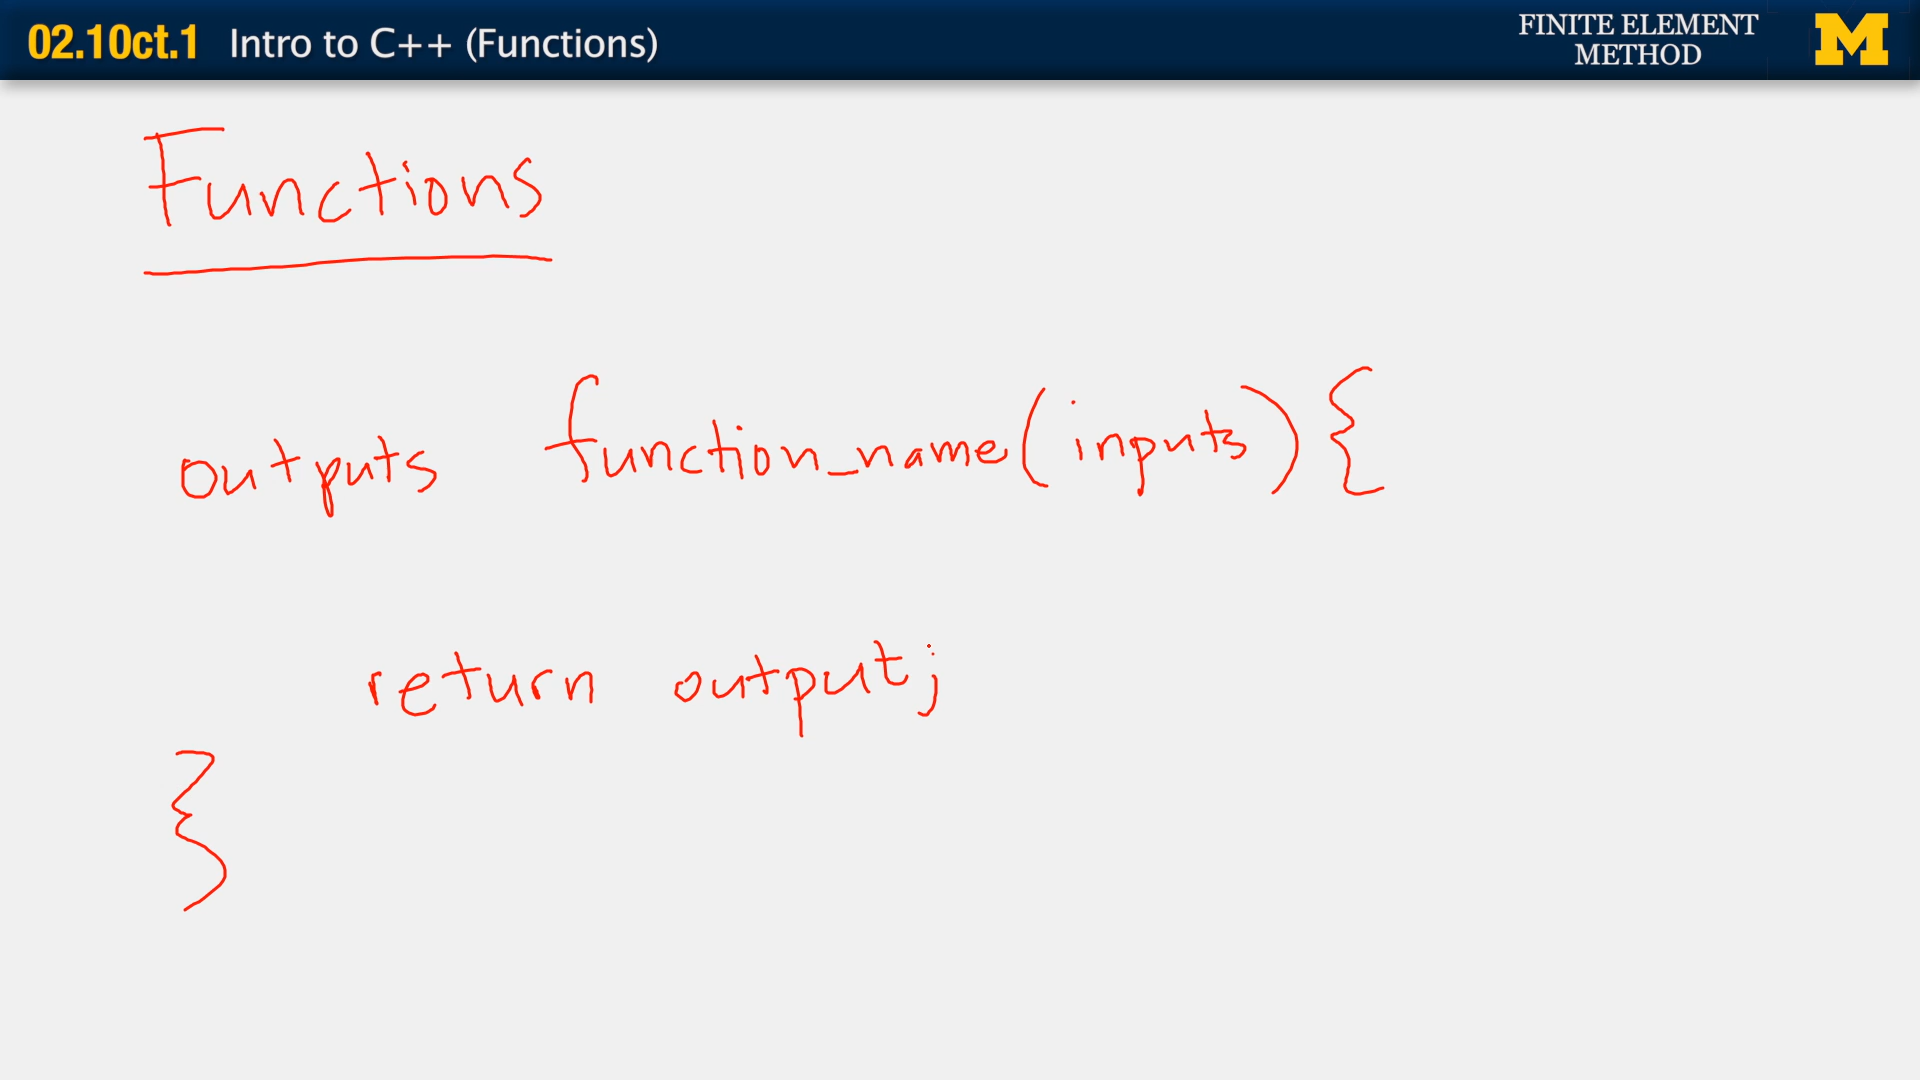 02.10ct.1 Intro to C++ (Functions)
FINITE ELEMENT
METHOD
M
Functions
outputs function_name(inputs){
return output;
}